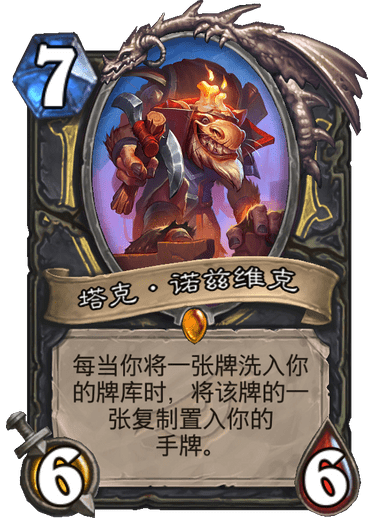 7
塔克·诺兹维克
每当你将一张牌洗入你
的牌库时，将该牌的一
张复制置入你的
手牌。
6
6